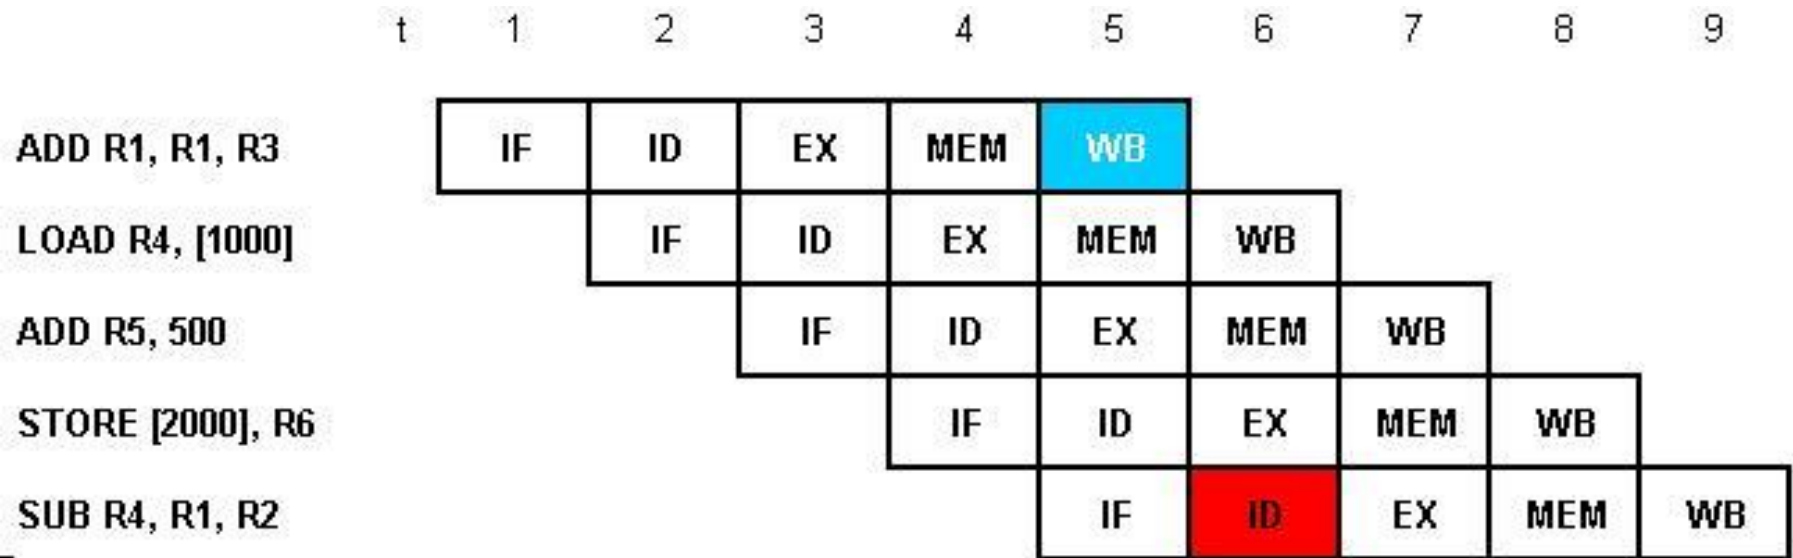 t 1 2 3 4 5 6 7 8 9
ADD R1, R1, R3 IF ID EX MEM WB
LOAD R4, [1000] IF ID EX MEM WB
ADD R5, 500 IF ID EX MEM WB
STORE [2000], R6 IF ID EX MEM WB
SUB R4, R1, R2 IF ID EX MEM WB